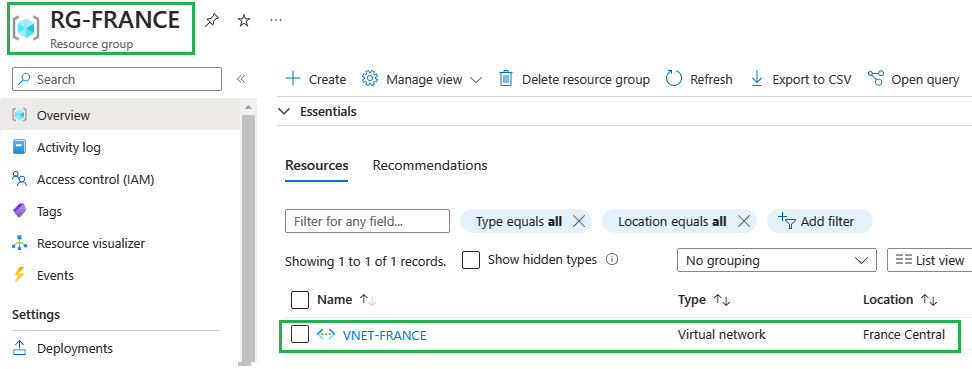 RG-FRANCE
Resource group
Search
Overview
Activity log
Access control (IAM)
Tags
Resource visualizer
Events
Settings
Deployments
Create Manage view Delete resource group Refresh Export to CSV Open query
Essentials
Resources Recommendations
Filter for any field... Type equals all Location equals all Add filter
Showing 1 to 1 of 1 records. Show hidden types No grouping List view
Name Type Location
VNET-FRANCE Virtual network France Central